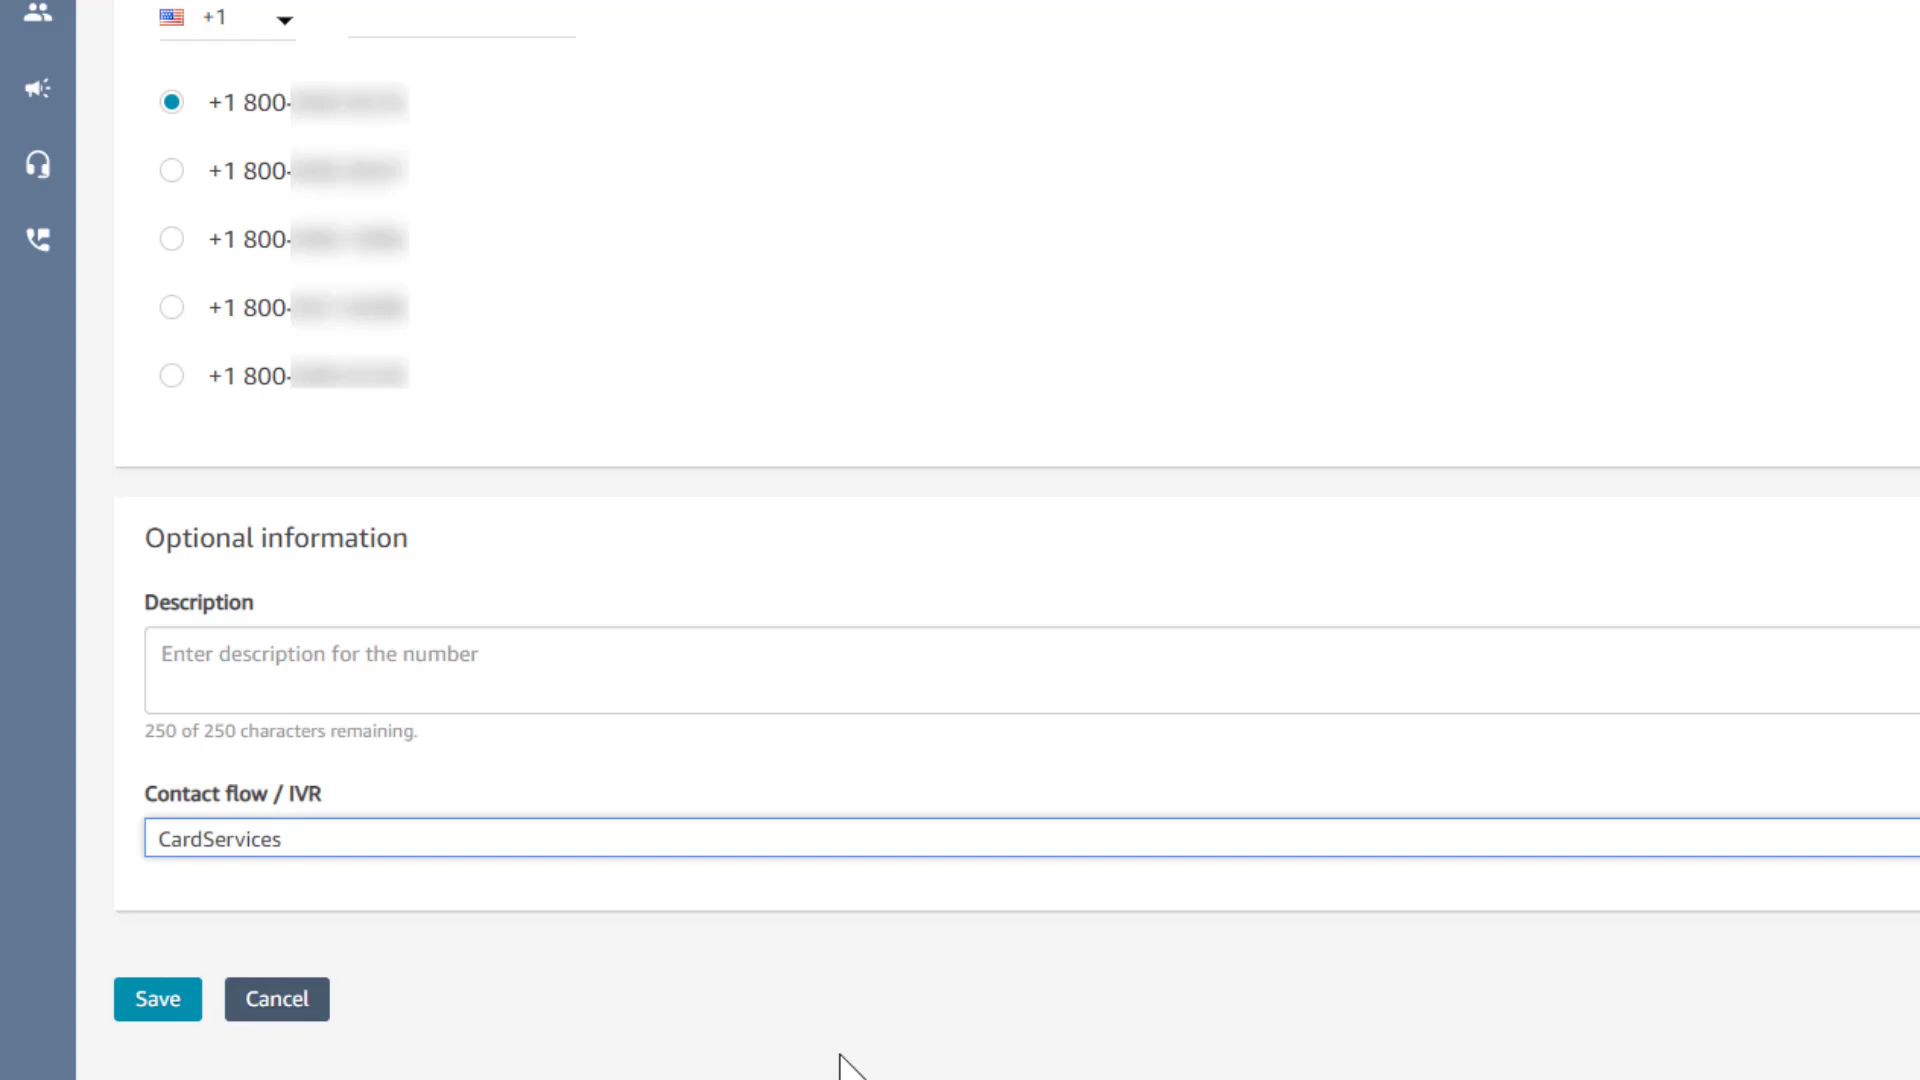 +1
+1 800-
+1 800-
+1 800-
+1 800-
+1 800-
Optional information
Description
Enter description for the number
250 of 250 characters remaining.
Contact flow / IVR
CardServices
Save Cancel